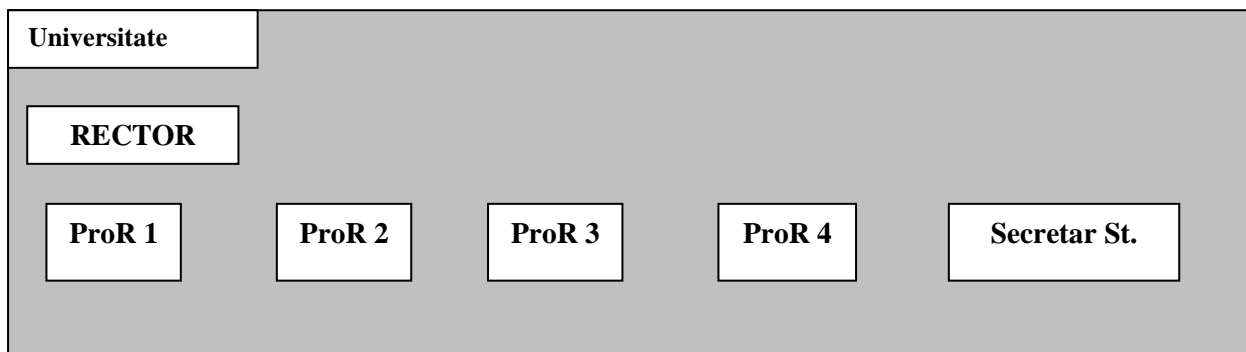 Universitate
RECTOR
ProR 1 ProR 2 ProR 3 ProR 4 Secretar St.